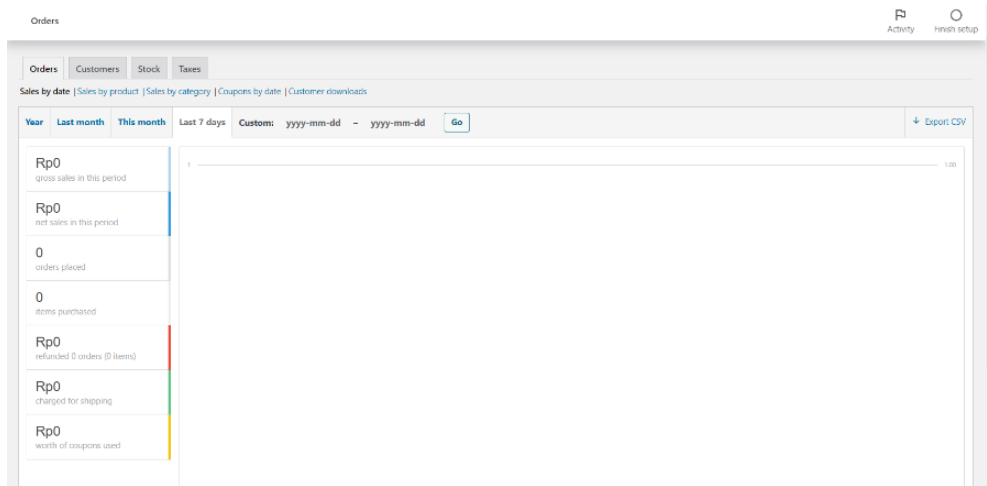 Orders
Activity Finish setup
Orders Customers Stock Taxes
Sales by date | Sales by product | Sales by category | Coupons by date | Customer downloads
Year Last month This month Last 7 days Custom: yyyy-mm-dd – yyyy-mm-dd Go Export CSV
Rp0
gross sales in this period
1 1.00
Rp0
net sales in this period
0
orders placed
0
items purchased
Rp0
refunded 0 orders (0 items)
Rp0
charged for shipping
Rp0
worth of coupons used